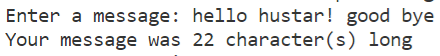 Enter a message: hello hustar! good bye
Your message was 22 character(s) long